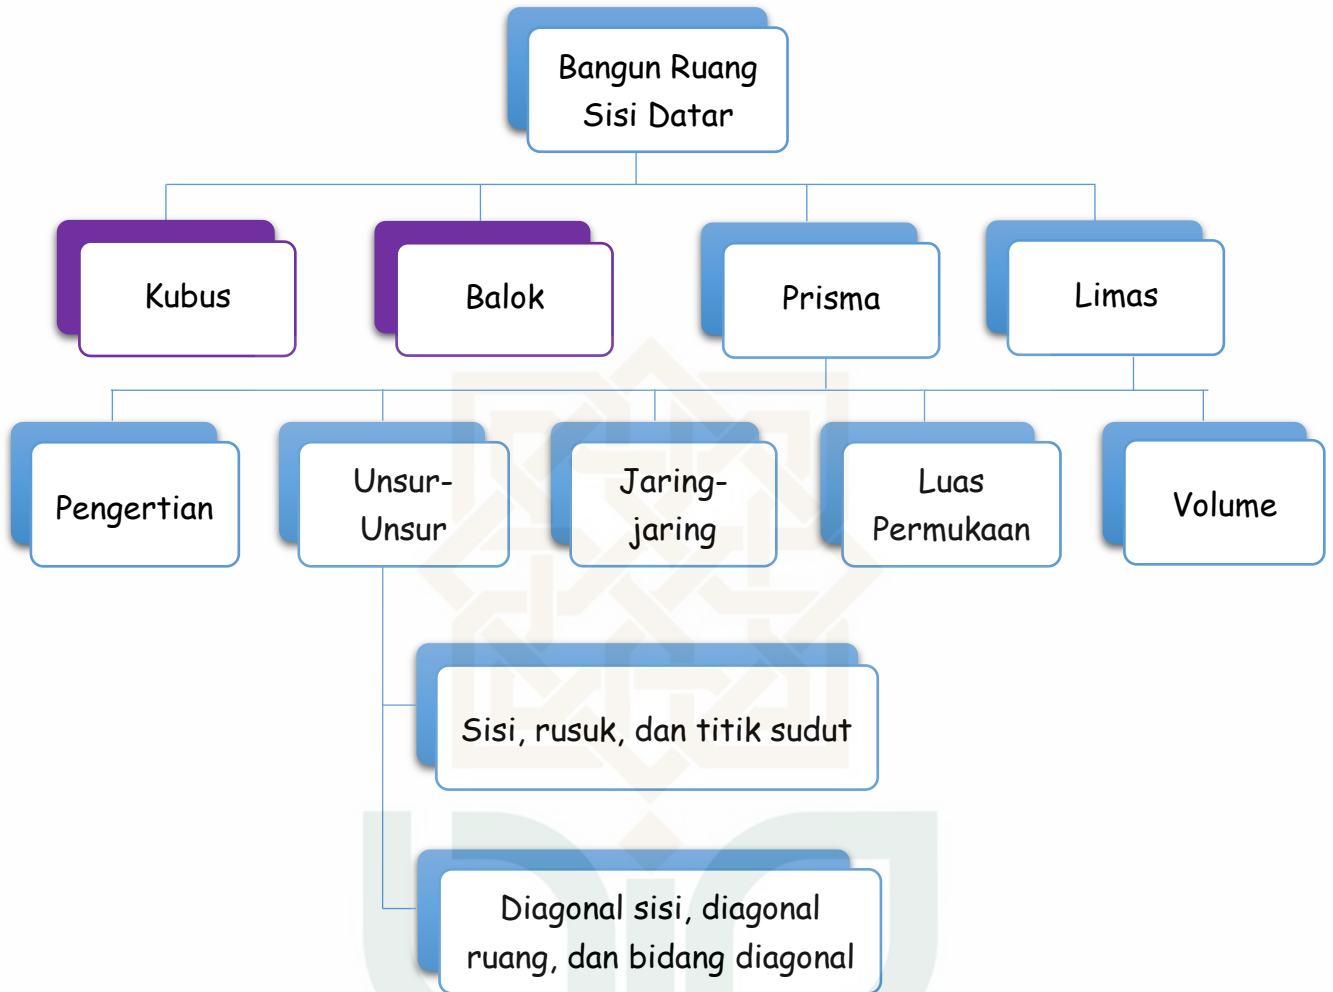 Bangun Ruang
Sisi Datar
Kubus
Balok
Prisma
Limas
Pengertian
Unsur-
Unsur
Jaring-
jaring
Luas
Permukaan
Volume
Sisi, rusuk, dan titik sudut
Diagonal sisi, diagonal
ruang, dan bidang diagonal